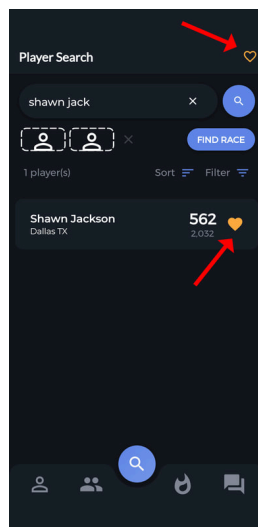 Player Search
shawn jack
FIND RACE
1 player(s) Sort Filter
Shawn Jackson 562
Dallas TX 2,032